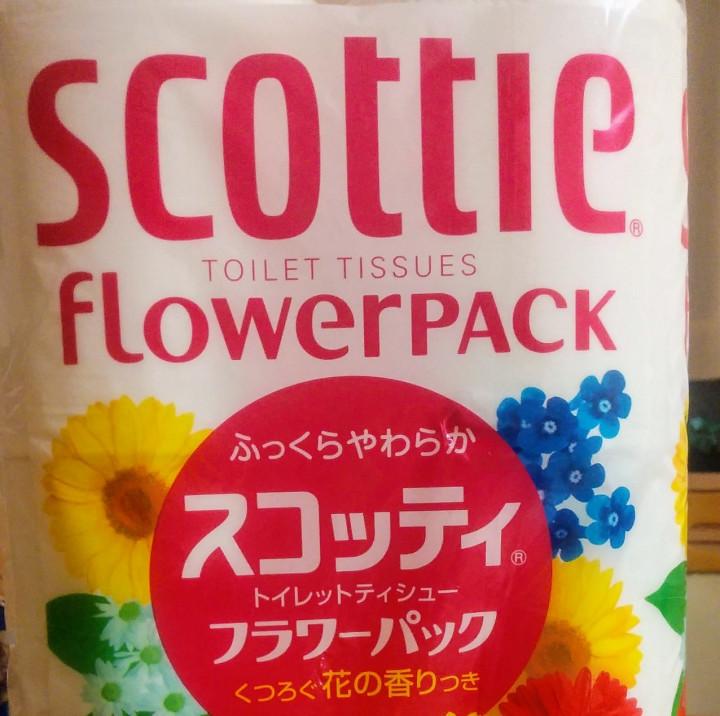 scottie®
TOILET TISSUES
flowerPACK
ふっくらやわらか
スコッティ®
トイレットティシュー
フラワーパック
くつろぐ花の香りつき